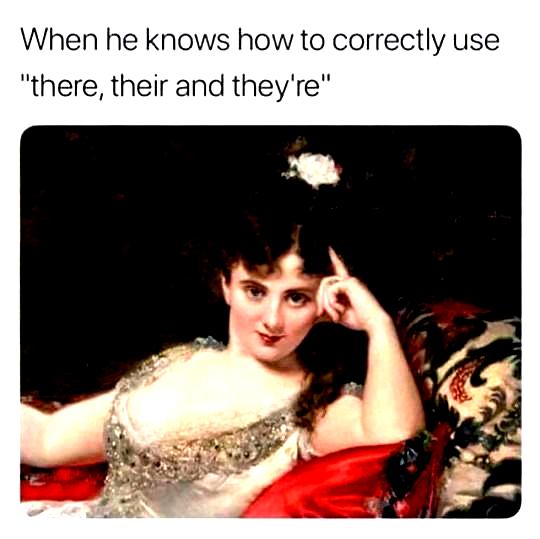 When he knows how to correctly use
"there, their and they're"